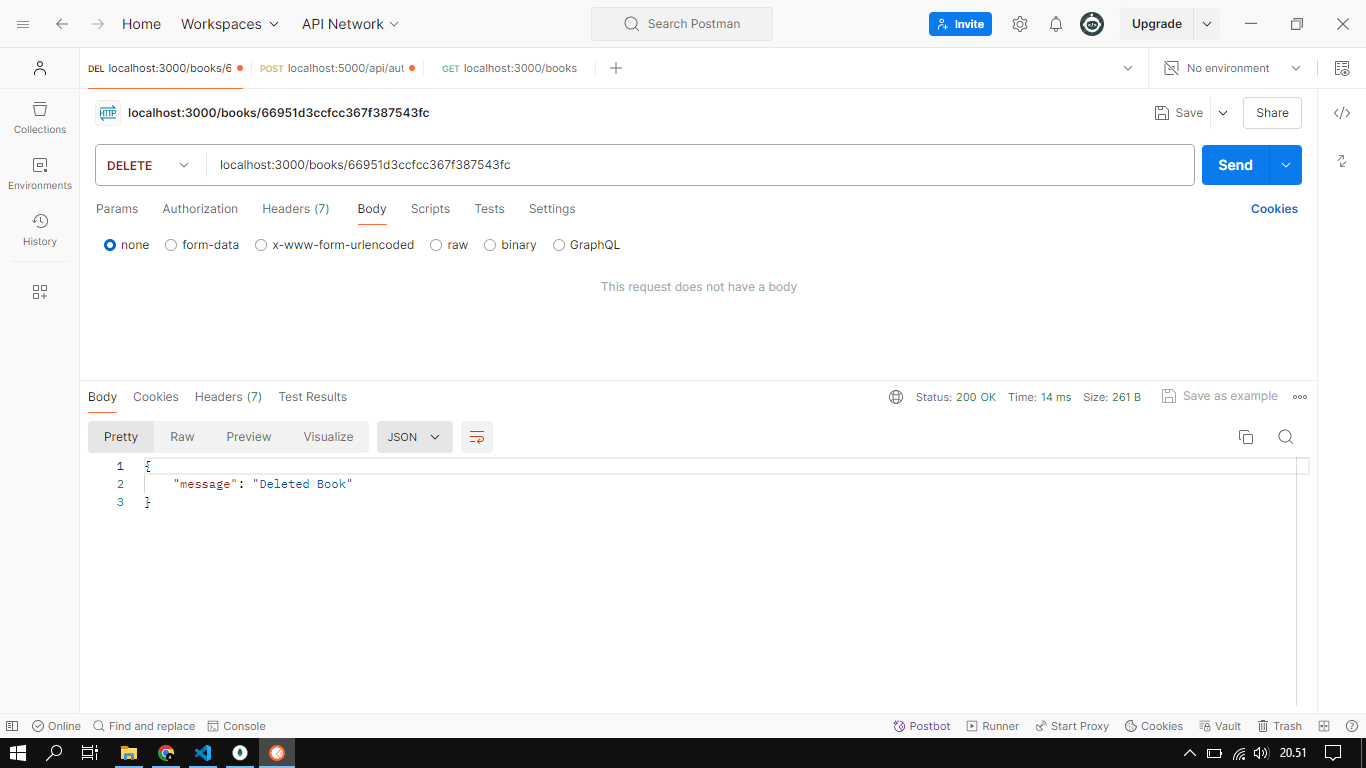 Home Workspaces API Network Search Postman Invite Upgrade
DEL localhost:3000/books/6 POST localhost:5000/api/aut GET localhost:3000/books No environment
HTTP localhost:3000/books/66951d3ccfcc367f387543fc Save Share
Collections
Environments
History
DELETE localhost:3000/books/66951d3ccfcc367f387543fc Send
Params Authorization Headers (7) Body Scripts Tests Settings Cookies
none form-data x-www-form-urlencoded raw binary GraphQL
This request does not have a body
Body Cookies Headers (7) Test Results Status: 200 OK Time: 14 ms Size: 261 B Save as example
Pretty Raw Preview Visualize JSON
1 {
2 "message": "Deleted Book"
3 }
Online Find and replace Console Postbot Runner Start Proxy Cookies Vault Trash
20.51